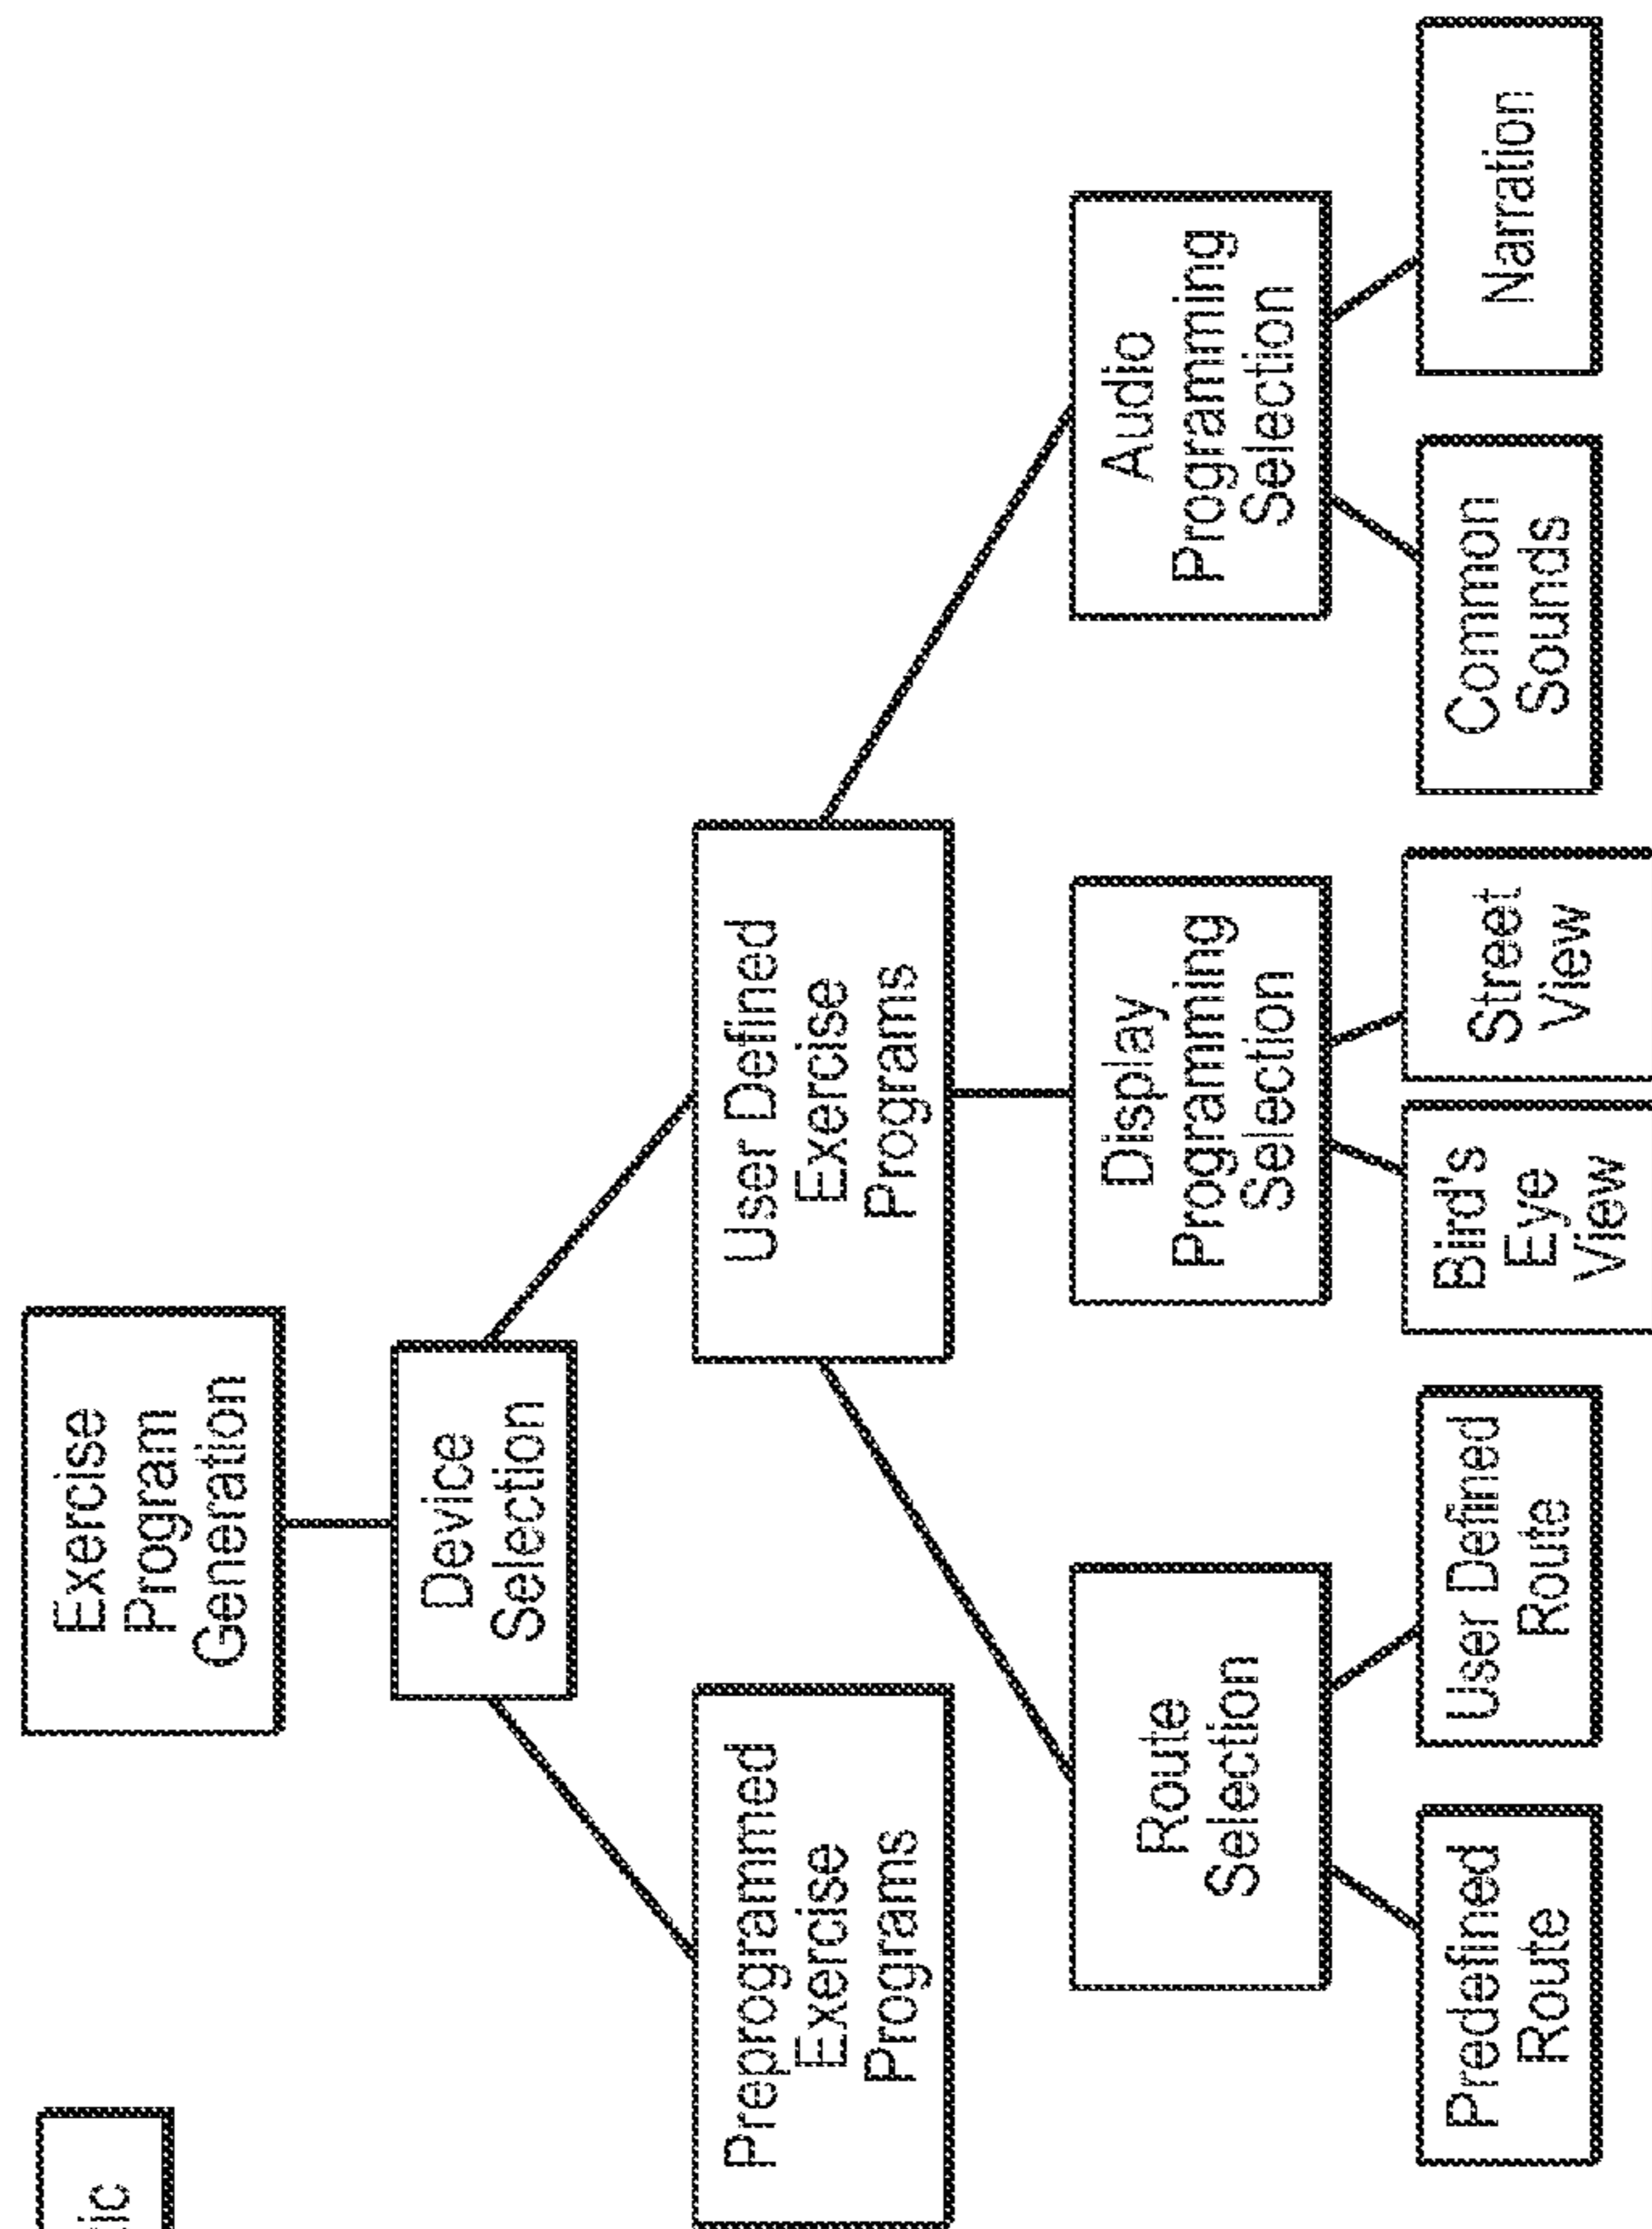 Exercise
Program
Generation
Device
Selection
Preprogrammed
Exercise
Programs
User Defined
Exercise
Programs
Route
Selection
Display
Programming
Selection
Audio
Programming
Selection
Predefined
Route
User Defined
Route
Bird's
Eye
View
Street
View
Common
Sounds
Narration